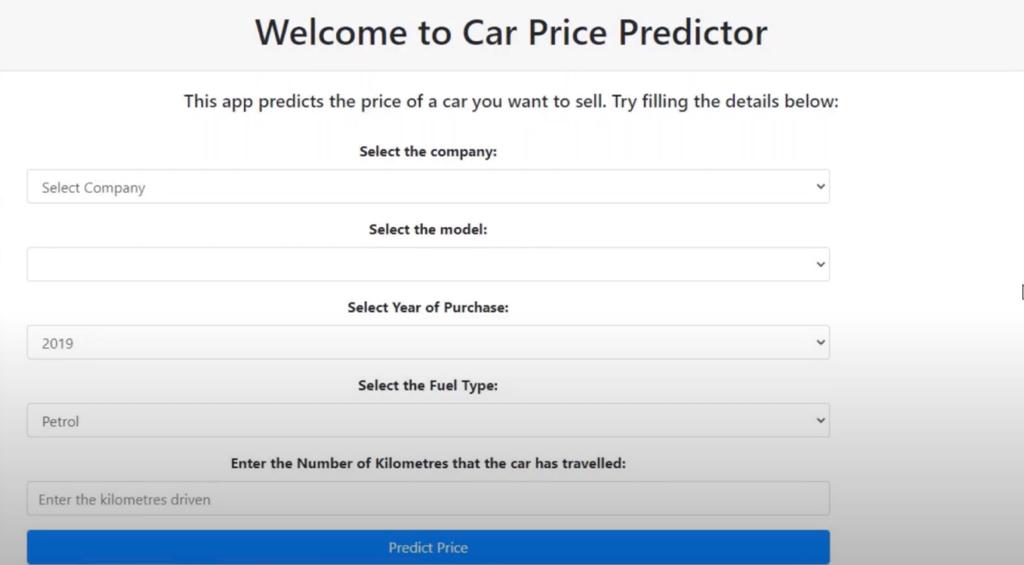 Welcome to Car Price Predictor
This app predicts the price of a car you want to sell. Try filling the details below:
Select the company:
Select Company
Select the model:
Select Year of Purchase:
2019
Select the Fuel Type:
Petrol
Enter the Number of Kilometres that the car has travelled:
Enter the kilometres driven
Predict Price